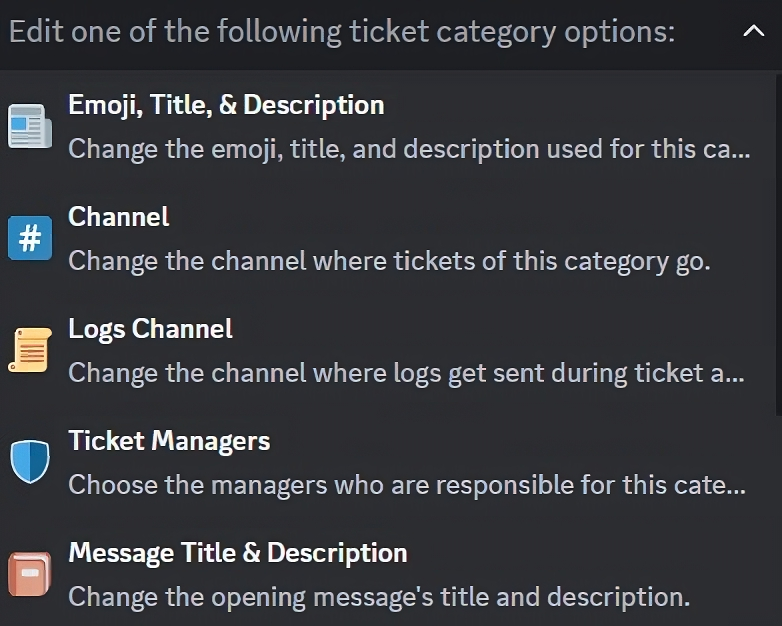 Edit one of the following ticket category options:
Emoji, Title, & Description
Change the emoji, title, and description used for this ca...
Channel
Change the channel where tickets of this category go.
Logs Channel
Change the channel where logs get sent during ticket a...
Ticket Managers
Choose the managers who are responsible for this cate...
Message Title & Description
Change the opening message's title and description.